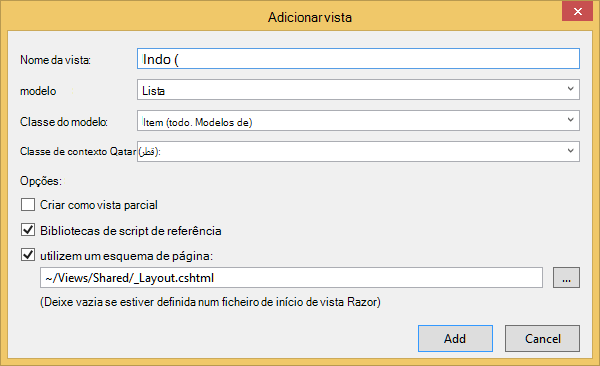 Adicionar vista
Nome da vista: Indo (
modelo Lista
Classe do modelo: Item (todo. Modelos de)
Classe de contexto Qatar (قطر):
Opções:
Criar como vista parcial
Bibliotecas de script de referência
utilizem um esquema de página:
~/Views/Shared/_Layout.cshtml ...
(Deixe vazia se estiver definida num ficheiro de início de vista Razor)
Add Cancel